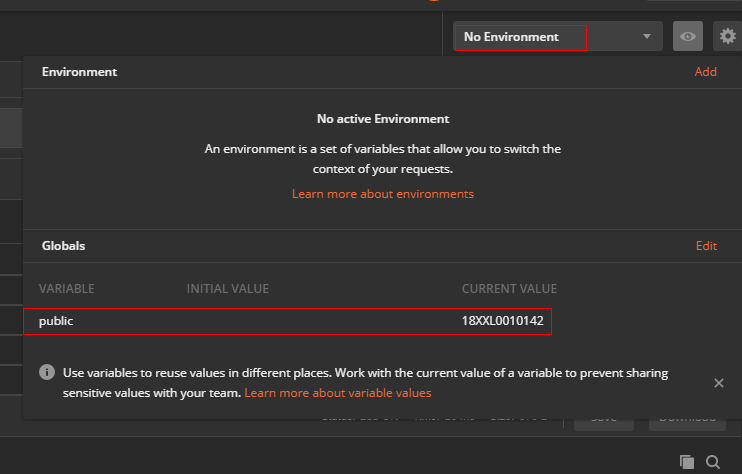 No Environment
Environment Add
No active Environment
An environment is a set of variables that allow you to switch the
context of your requests.
Learn more about environments
Globals Edit
VARIABLE INITIAL VALUE CURRENT VALUE
public 18XXL0010142
Use variables to reuse values in different places. Work with the current value of a variable to prevent sharing
sensitive values with your team. Learn more about variable values